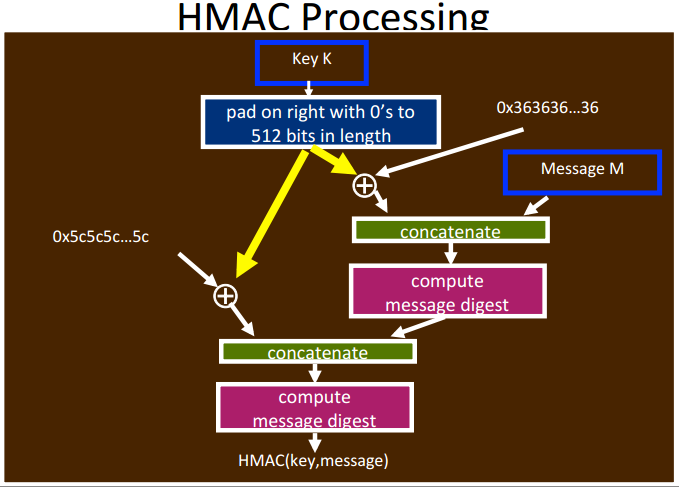 HMAC Processing
Key K
pad on right with 0's to
512 bits in length
0x363636...36
Message M
concatenate
0x5c5c5c...5c
compute
message digest
concatenate
compute
message digest
HMAC(key,message)